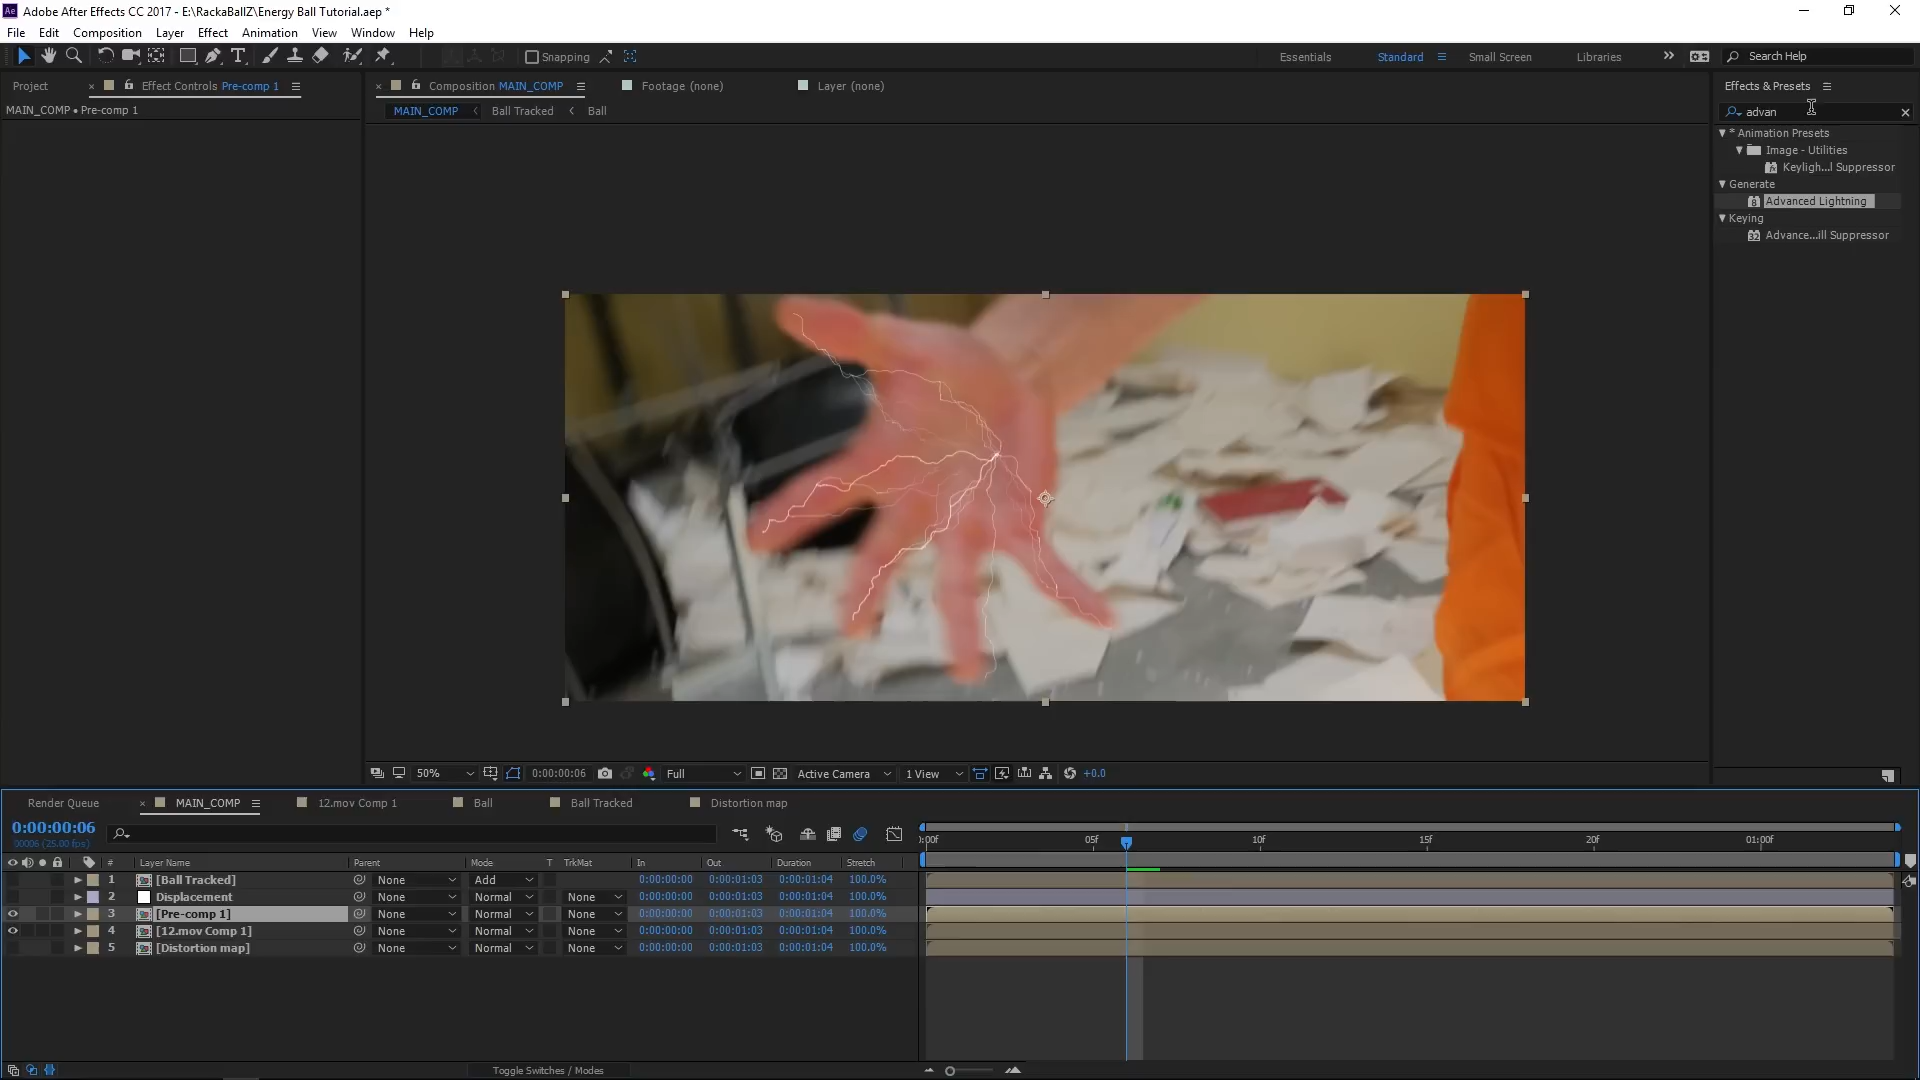 Adobe After Effects CC 2017 - E:\RackaBallZ\Energy Ball Tutorial.aep *
File Edit Composition Layer Effect Animation View Window Help
Snapping Essentials Standard Small Screen Libraries Search Help
Project Effect Controls Pre-comp 1 Composition MAIN_COMP Footage (none) Layer (none) Effects & Presets
MAIN_COMP • Pre-comp 1 MAIN_COMP Ball Tracked Ball advan
* Animation Presets
Image - Utilities
Keyligh...l Suppressor
Generate
Advanced Lightning
Keying
Advance...ill Suppressor
50% 0:00:00:06 Full Active Camera 1 View +0.0
Render Queue MAIN_COMP 12.mov Comp 1 Ball Ball Tracked Distortion map
0:00:00:06
00006 (25.00 fps)
:00f 05f 10f 15f 20f 01:00f
# Layer Name Parent Mode T TrkMat In Out Duration Stretch
1 [Ball Tracked] None Add 0:00:00:00 0:00:01:03 0:00:01:04 100.0%
2 Displacement None Normal None 0:00:00:00 0:00:01:03 0:00:01:04 100.0%
3 [Pre-comp 1] None Normal None 0:00:00:00 0:00:01:03 0:00:01:04 100.0%
4 [12.mov Comp 1] None Normal None 0:00:00:00 0:00:01:03 0:00:01:04 100.0%
5 [Distortion map] None Normal None 0:00:00:00 0:00:01:03 0:00:01:04 100.0%
Toggle Switches / Modes